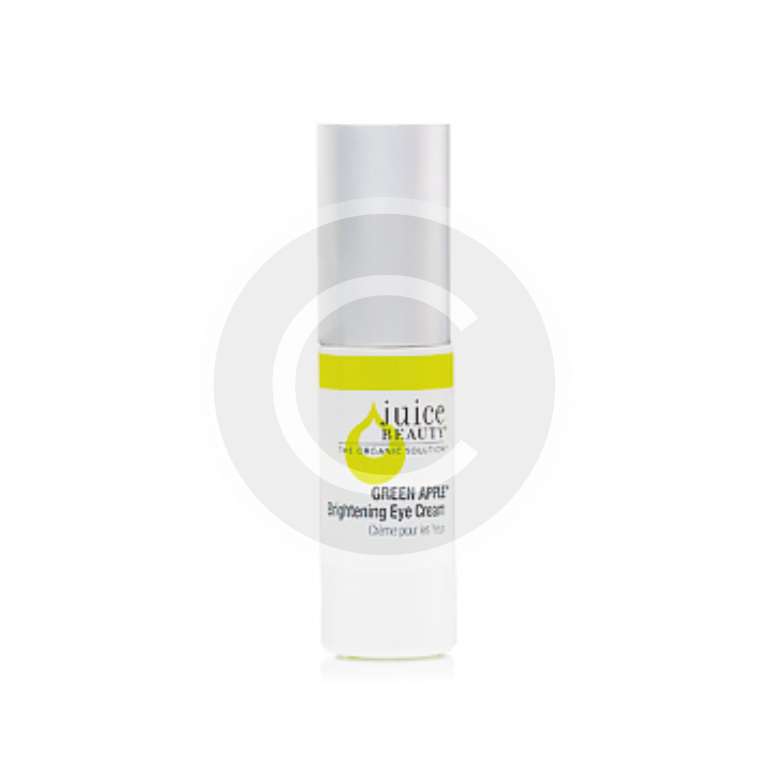 juice
BEAUTY®
THE ORGANIC SOLUTION®
GREEN APPLE®
Brightening Eye Cream
Crème pour les Yeux
C